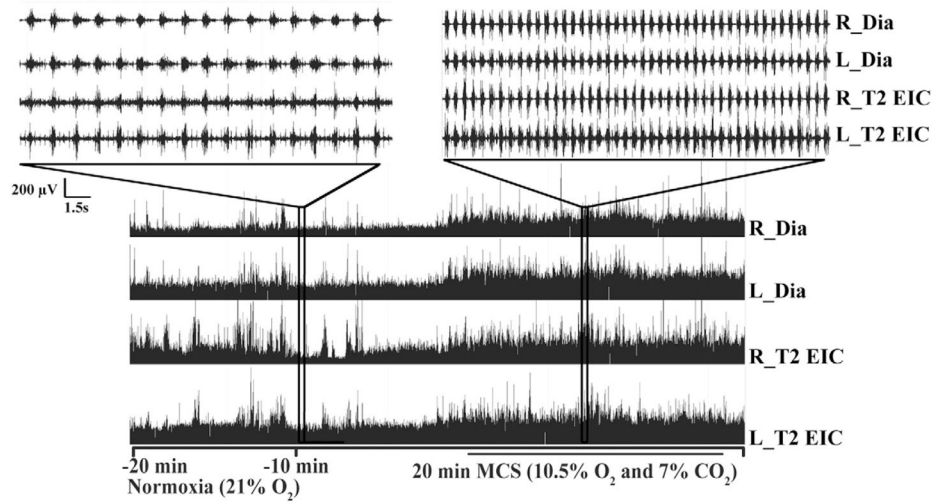 R_Dia
L_Dia
R_T2 EIC
L_T2 EIC
200 µV
1.5s
R_Dia
L_Dia
R_T2 EIC
L_T2 EIC
-20 min
-10 min
Normoxia (21% O₂)
20 min MCS (10.5% O₂ and 7% CO₂)